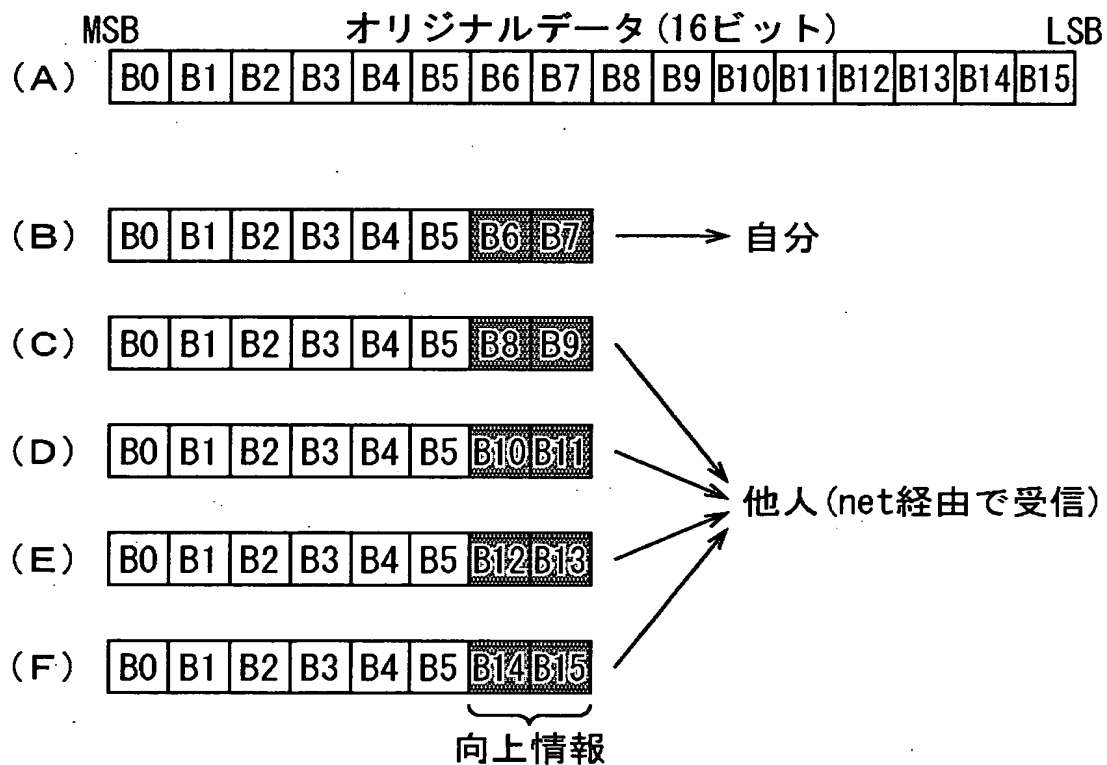 MSB オリジナルデータ(16ビット) LSB
(A) B0 B1 B2 B3 B4 B5 B6 B7 B8 B9 B10 B11 B12 B13 B14 B15
(B) B0 B1 B2 B3 B4 B5 B6 B7 自分
(C) B0 B1 B2 B3 B4 B5 B8 B9
(D) B0 B1 B2 B3 B4 B5 B10 B11
他人(net経由で受信)
(E) B0 B1 B2 B3 B4 B5 B12 B13
(F) B0 B1 B2 B3 B4 B5 B14 B15
向上情報